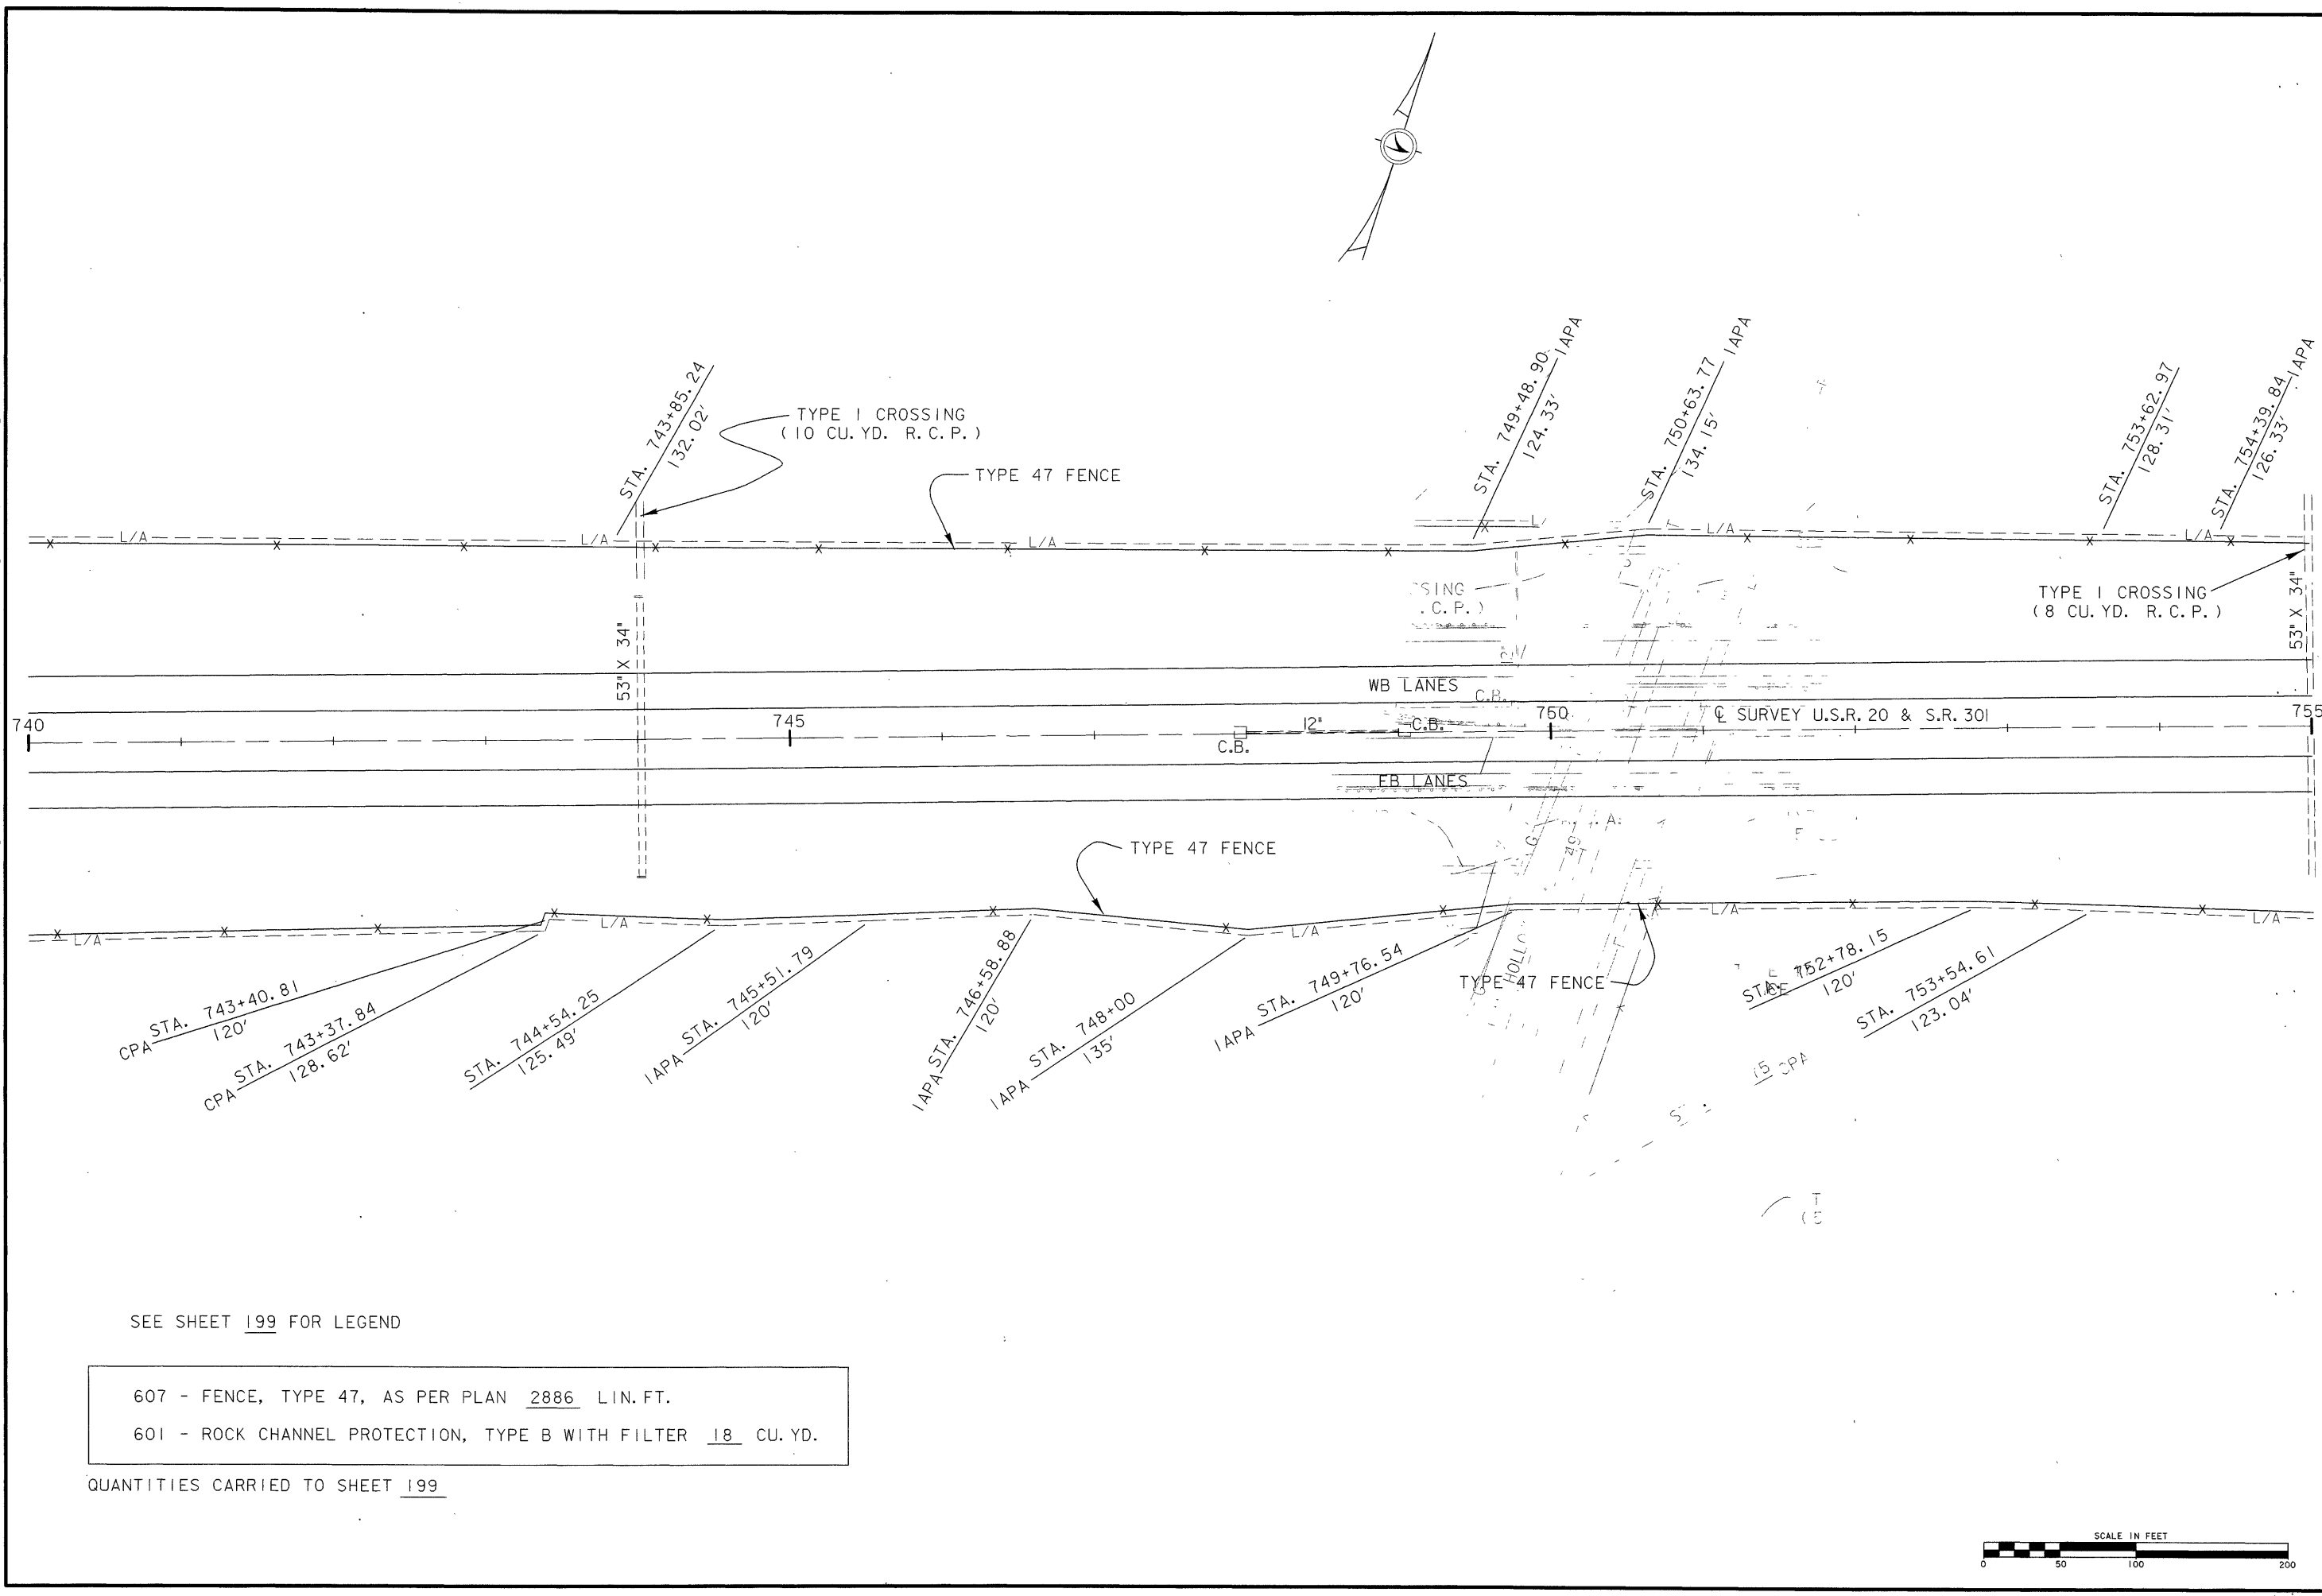 STA. 743+85.24
132.02'
TYPE 1 CROSSING
(10 CU.YD. R.C.P.)
TYPE 47 FENCE
STA. 749+48.90 IAPA
124.33'
STA. 750+63.77 IAPA
134.15'
STA. 753+62.97
128.31'
STA. 754+39.84 IAPA
126.33'
L/A
L/A
L/A
L/A
L/A
TYPE 1 CROSSING
(8 CU.YD. R.C.P.)
53" X 34"
53" X 34"
WB LANES
C.B.
740
745
750
755
℄ SURVEY U.S.R. 20 & S.R. 301
12"
C.B.
C.B.
EB LANES
TYPE 47 FENCE
L/A
L/A
L/A
L/A
L/A
CPA STA. 743+40.81
120'
CPA STA. 743+37.84
128.62'
STA. 744+54.25
125.49'
IAPA STA. 745+51.79
120'
IAPA STA. 746+58.88
120'
IAPA STA. 748+00
135'
IAPA STA. 749+76.54
120'
TYPE 47 FENCE
STA. 752+78.15
120'
STA. 753+54.61
123.04'
SEE SHEET 199 FOR LEGEND
607 - FENCE, TYPE 47, AS PER PLAN 2886 LIN.FT.
601 - ROCK CHANNEL PROTECTION, TYPE B WITH FILTER 18 CU.YD.
QUANTITIES CARRIED TO SHEET 199
SCALE IN FEET
0 50 100 200